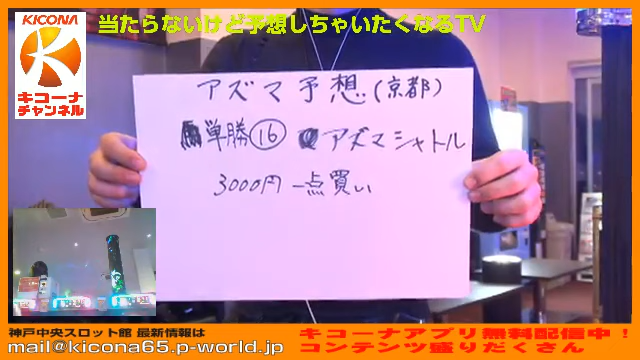 KICONA
キコーナ
チャンネル
当たらないけど予想しちゃいたくなるTV
アズマ予想(京都)
単勝⑯ アズマシャトル
3000円一点買い
神戸中央スロット館 最新情報は
mail@kicona65.p-world.jp
キコーナアプリ無料配信中!
コンテンツ盛りだくさん